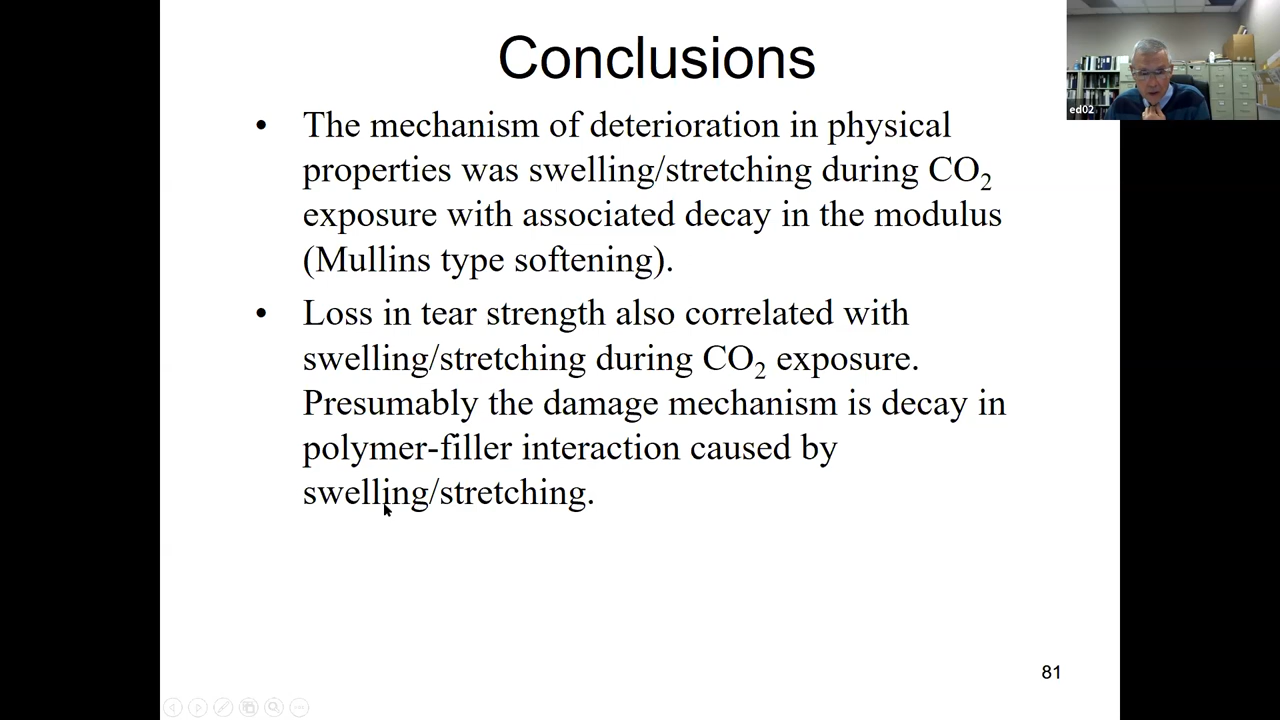 Conclusions
• The mechanism of deterioration in physical
properties was swelling/stretching during CO₂
exposure with associated decay in the modulus
(Mullins type softening).
• Loss in tear strength also correlated with
swelling/stretching during CO₂ exposure.
Presumably the damage mechanism is decay in
polymer-filler interaction caused by
swelling/stretching.
81
ed02